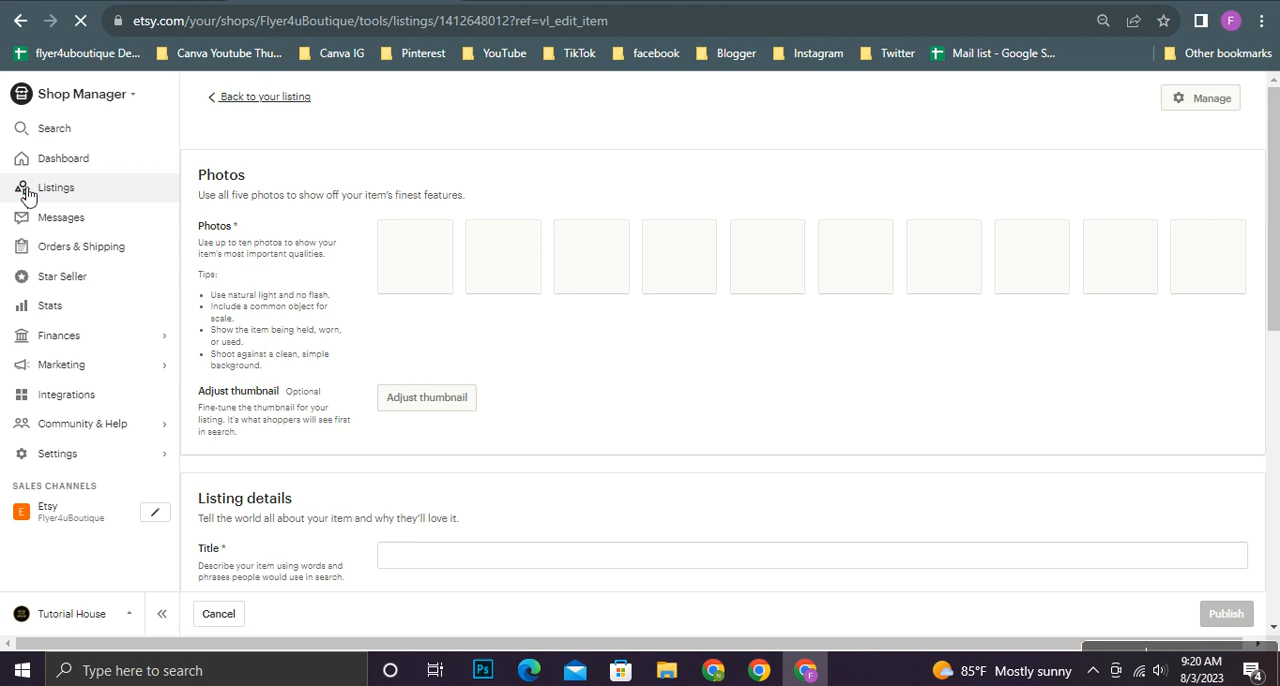 etsy.com/your/shops/Flyer4uBoutique/tools/listings/1412648012?ref=vl_edit_item
F
flyer4uboutique De...
Canva Youtube Thu...
Canva IG
Pinterest
YouTube
TikTok
facebook
Blogger
Instagram
Twitter
Mail list - Google S...
Other bookmarks
Shop Manager
Search
Dashboard
Listings
Messages
Orders & Shipping
Star Seller
Stats
Finances
Marketing
Integrations
Community & Help
Settings
SALES CHANNELS
E
Etsy
Flyer4uBoutique
Tutorial House
Back to your listing
Manage
Photos
Use all five photos to show off your item's finest features.
Photos *
Use up to ten photos to show your
item's most important qualities.
Tips:
• Use natural light and no flash.
• Include a common object for
scale.
• Show the item being held, worn,
or used.
• Shoot against a clean, simple
background.
Adjust thumbnail Optional
Fine-tune the thumbnail for your
listing. It's what shoppers will see first
in search.
Adjust thumbnail
Listing details
Tell the world all about your item and why they'll love it.
Title *
Describe your item using words and
phrases people would use in search.
Cancel
Publish
Type here to search
Ps
85°F Mostly sunny
9:20 AM
8/3/2023
4